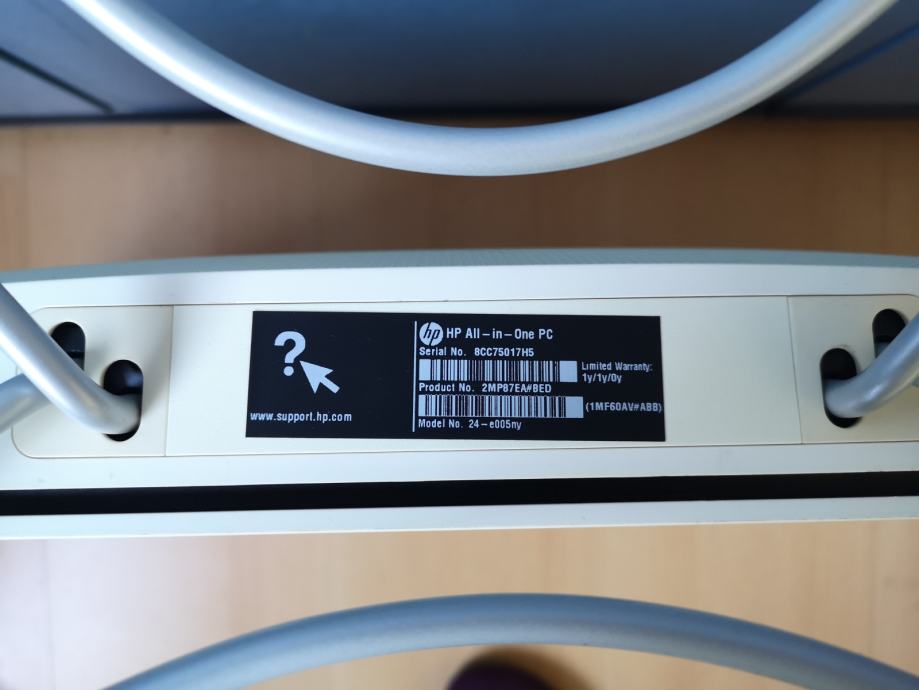 ?
www.support.hp.com
hp HP All-in-One PC
Serial No. 8CC75017H5
Limited Warranty:
1y/1y/0y
Product No. 2MP87EA#BED
(1MF60AV#ABB)
Model No. 24-e005ny